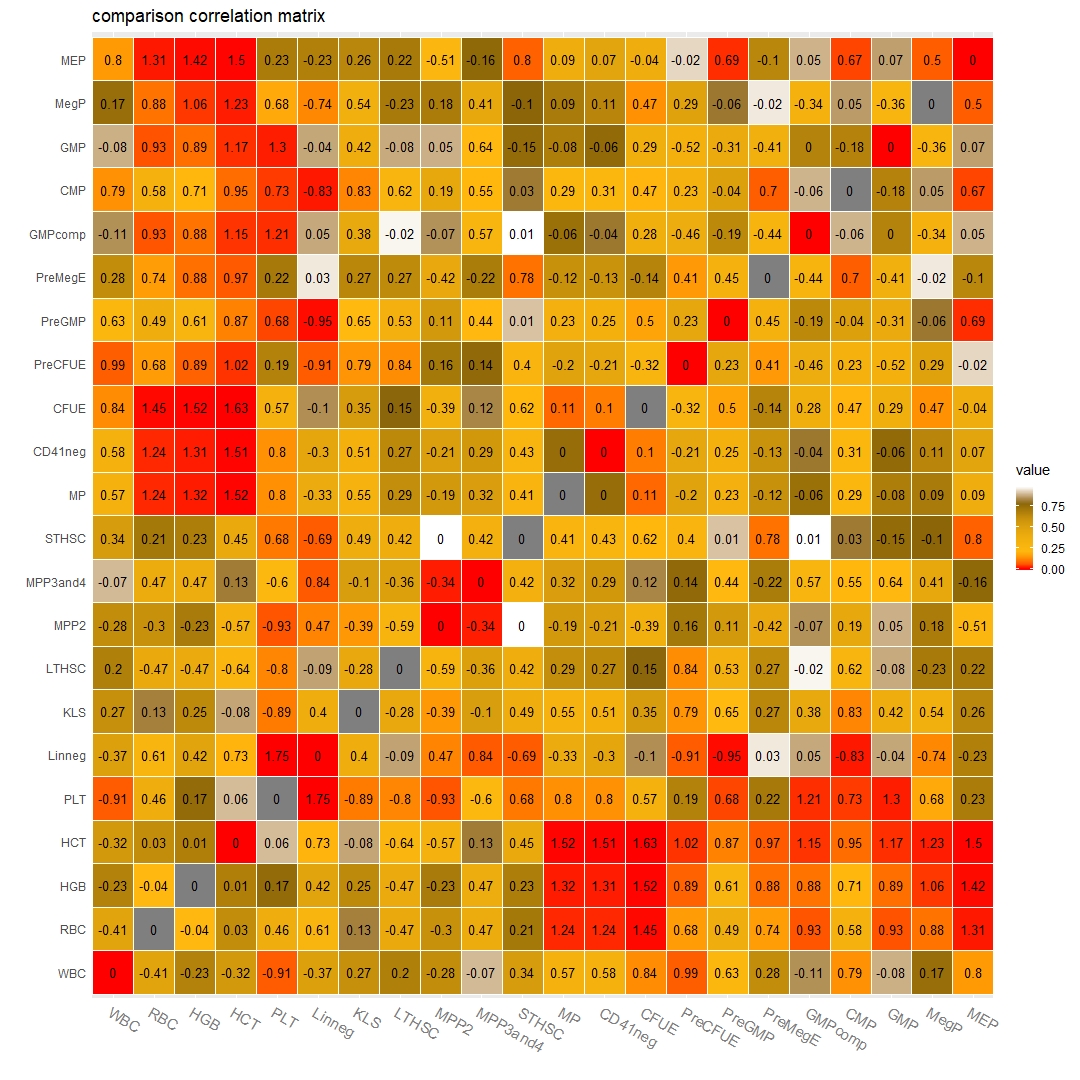 comparison correlation matrix
MEP 0.8 1.31 1.42 1.5 0.23 -0.23 0.26 0.22 -0.51 -0.16 0.8 0.09 0.07 -0.04 -0.02 0.69 -0.1 0.05 0.67 0.07 0.5 0
MegP 0.17 0.88 1.06 1.23 0.68 -0.74 0.54 -0.23 0.18 0.41 -0.1 0.09 0.11 0.47 0.29 -0.06 -0.02 -0.34 0.05 -0.36 0 0.5
GMP -0.08 0.93 0.89 1.17 1.3 -0.04 0.42 -0.08 0.05 0.64 -0.15 -0.08 -0.06 0.29 -0.52 -0.31 -0.41 0 -0.18 0 -0.36 0.07
CMP 0.79 0.58 0.71 0.95 0.73 -0.83 0.83 0.62 0.19 0.55 0.03 0.29 0.31 0.47 0.23 -0.04 0.7 -0.06 0 -0.18 0.05 0.67
GMPcomp -0.11 0.93 0.88 1.15 1.21 0.05 0.38 -0.02 -0.07 0.57 0.01 -0.06 -0.04 0.28 -0.46 -0.19 -0.44 0 -0.06 0 -0.34 0.05
PreMegE 0.28 0.74 0.88 0.97 0.22 0.03 0.27 0.27 -0.42 -0.22 0.78 -0.12 -0.13 -0.14 0.41 0.45 0 -0.44 0.7 -0.41 -0.02 -0.1
PreGMP 0.63 0.49 0.61 0.87 0.68 -0.95 0.65 0.53 0.11 0.44 0.01 0.23 0.25 0.5 0.23 0 0.45 -0.19 -0.04 -0.31 -0.06 0.69
PreCFUE 0.99 0.68 0.89 1.02 0.19 -0.91 0.79 0.84 0.16 0.14 0.4 -0.2 -0.21 -0.32 0 0.23 0.41 -0.46 0.23 -0.52 0.29 -0.02
CFUE 0.84 1.45 1.52 1.63 0.57 -0.1 0.35 0.15 -0.39 0.12 0.62 0.11 0.1 0 -0.32 0.5 -0.14 0.28 0.47 0.29 0.47 -0.04
CD41neg 0.58 1.24 1.31 1.51 0.8 -0.3 0.51 0.27 -0.21 0.29 0.43 0 0 0.1 -0.21 0.25 -0.13 -0.04 0.31 -0.06 0.11 0.07
MP 0.57 1.24 1.32 1.52 0.8 -0.33 0.55 0.29 -0.19 0.32 0.41 0 0 0.11 -0.2 0.23 -0.12 -0.06 0.29 -0.08 0.09 0.09
STHSC 0.34 0.21 0.23 0.45 0.68 -0.69 0.49 0.42 0 0.42 0 0.41 0.43 0.62 0.4 0.01 0.78 0.01 0.03 -0.15 -0.1 0.8
MPP3and4 -0.07 0.47 0.47 0.13 -0.6 0.84 -0.1 -0.36 -0.34 0 0.42 0.32 0.29 0.12 0.14 0.44 -0.22 0.57 0.55 0.64 0.41 -0.16
MPP2 -0.28 -0.3 -0.23 -0.57 -0.93 0.47 -0.39 -0.59 0 -0.34 0 -0.19 -0.21 -0.39 0.16 0.11 -0.42 -0.07 0.19 0.05 0.18 -0.51
LTHSC 0.2 -0.47 -0.47 -0.64 -0.8 -0.09 -0.28 0 -0.59 -0.36 0.42 0.29 0.27 0.15 0.84 0.53 0.27 -0.02 0.62 -0.08 -0.23 0.22
KLS 0.27 0.13 0.25 -0.08 -0.89 0.4 0 -0.28 -0.39 -0.1 0.49 0.55 0.51 0.35 0.79 0.65 0.27 0.38 0.83 0.42 0.54 0.26
Linneg -0.37 0.61 0.42 0.73 1.75 0 0.4 -0.09 0.47 0.84 -0.69 -0.33 -0.3 -0.1 -0.91 -0.95 0.03 0.05 -0.83 -0.04 -0.74 -0.23
PLT -0.91 0.46 0.17 0.06 0 1.75 -0.89 -0.8 -0.93 -0.6 0.68 0.8 0.8 0.57 0.19 0.68 0.22 1.21 0.73 1.3 0.68 0.23
HCT -0.32 0.03 0.01 0 0.06 0.73 -0.08 -0.64 -0.57 0.13 0.45 1.52 1.51 1.63 1.02 0.87 0.97 1.15 0.95 1.17 1.23 1.5
HGB -0.23 -0.04 0 0.01 0.17 0.42 0.25 -0.47 -0.23 0.47 0.23 1.32 1.31 1.52 0.89 0.61 0.88 0.88 0.71 0.89 1.06 1.42
RBC -0.41 0 -0.04 0.03 0.46 0.61 0.13 -0.47 -0.3 0.47 0.21 1.24 1.24 1.45 0.68 0.49 0.74 0.93 0.58 0.93 0.88 1.31
WBC 0 -0.41 -0.23 -0.32 -0.91 -0.37 0.27 0.2 -0.28 -0.07 0.34 0.57 0.58 0.84 0.99 0.63 0.28 -0.11 0.79 -0.08 0.17 0.8
WBC RBC HGB HCT PLT Linneg KLS LTHSC MPP2 MPP3and4 STHSC MP CD41neg CFUE PreCFUE PreGMP PreMegE GMPcomp CMP GMP MegP MEP
value
0.75
0.50
0.25
0.00